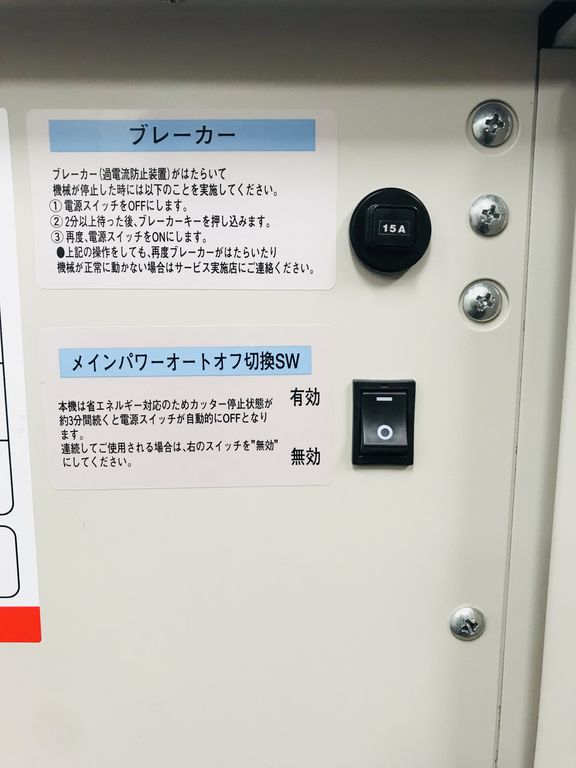 ブレーカー
ブレーカー(過電流防止装置)がはたらいて
機械が停止した時には以下のことを実施してください。
① 電源スイッチをOFFにします。
② 2分以上待った後、ブレーカーキーを押し込みます。
③ 再度、電源スイッチをONにします。
●上記の操作をしても、再度ブレーカーがはたらいたり
機械が正常に動かない場合はサービス実施店にご連絡ください。
15A
メインパワーオートオフ切換SW
有効
本機は省エネルギー対応のためカッター停止状態が
約3分間続くと電源スイッチが自動的にOFFとなり
ます。
連続してご使用される場合は、右のスイッチを"無効"
にしてください。
無効